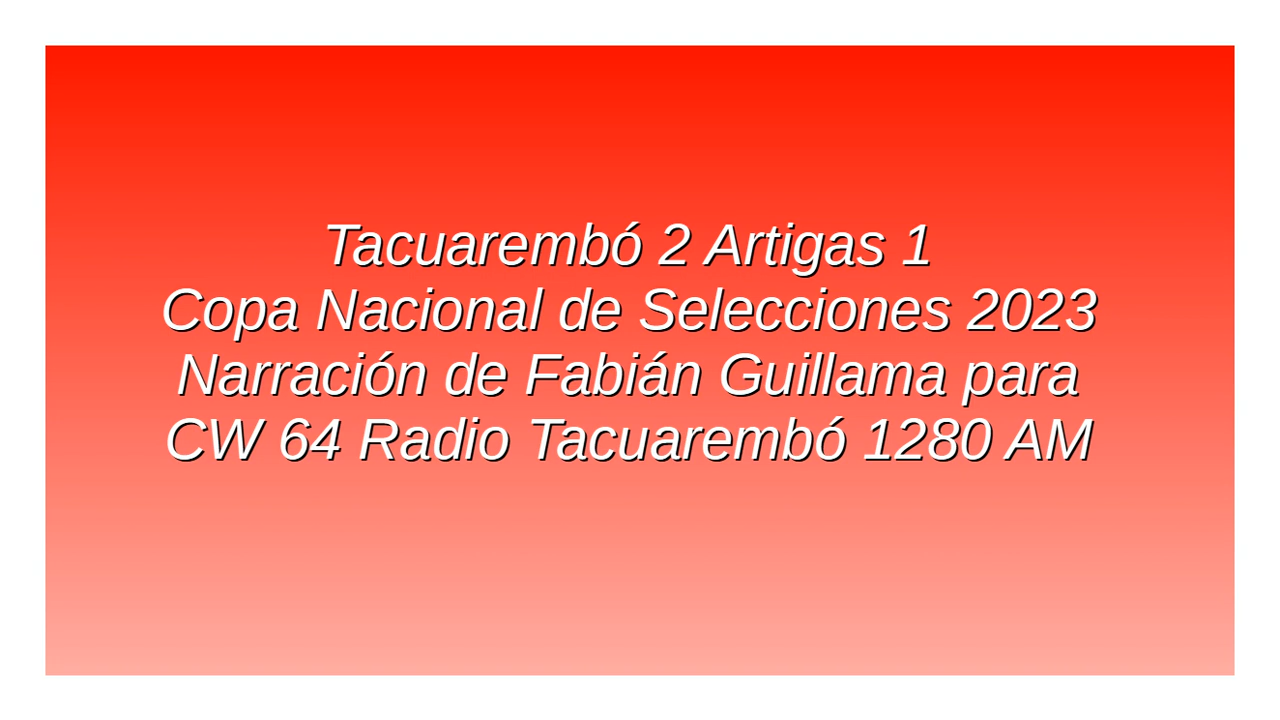 Tacuarembó 2 Artigas 1
Copa Nacional de Selecciones 2023
Narración de Fabián Guillama para
CW 64 Radio Tacuarembó 1280 AM